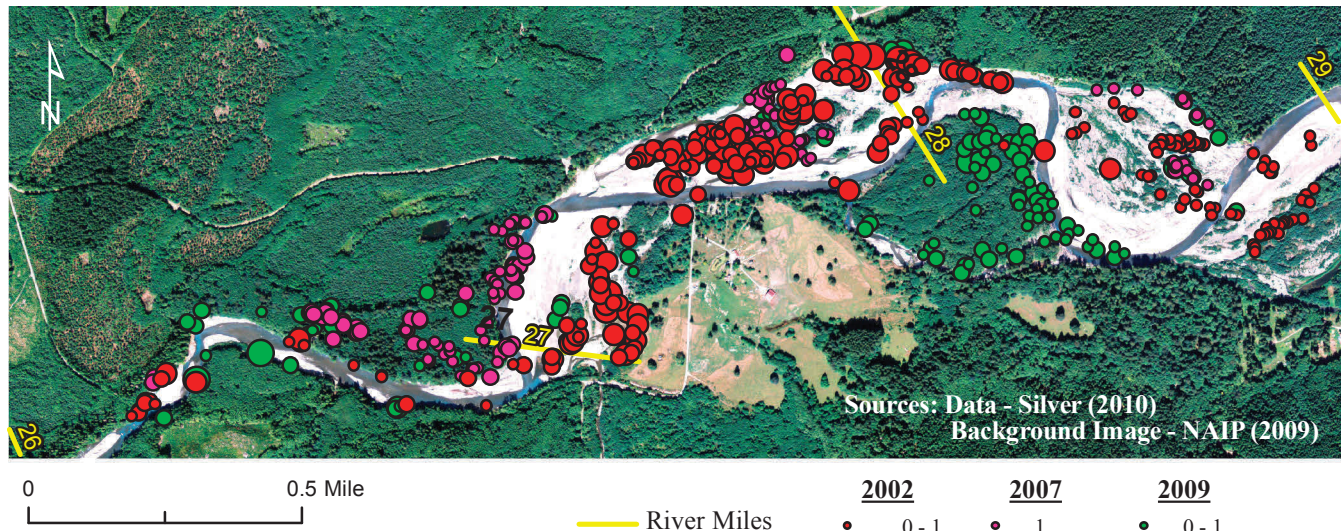 N
29
28
27
26
Sources: Data - Silver (2010)
Background Image - NAIP (2009)
0 0.5 Mile
River Miles
2002 2007 2009
0 - 1 1 0 - 1